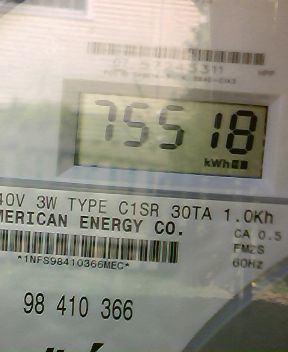 75518
kWh
40V 3W TYPE C1SR 30TA 1.0Kh
MERICAN ENERGY CO.
CA 0.5
FM2S
60HZ
*1NFS98410366MEC*
98 410 366